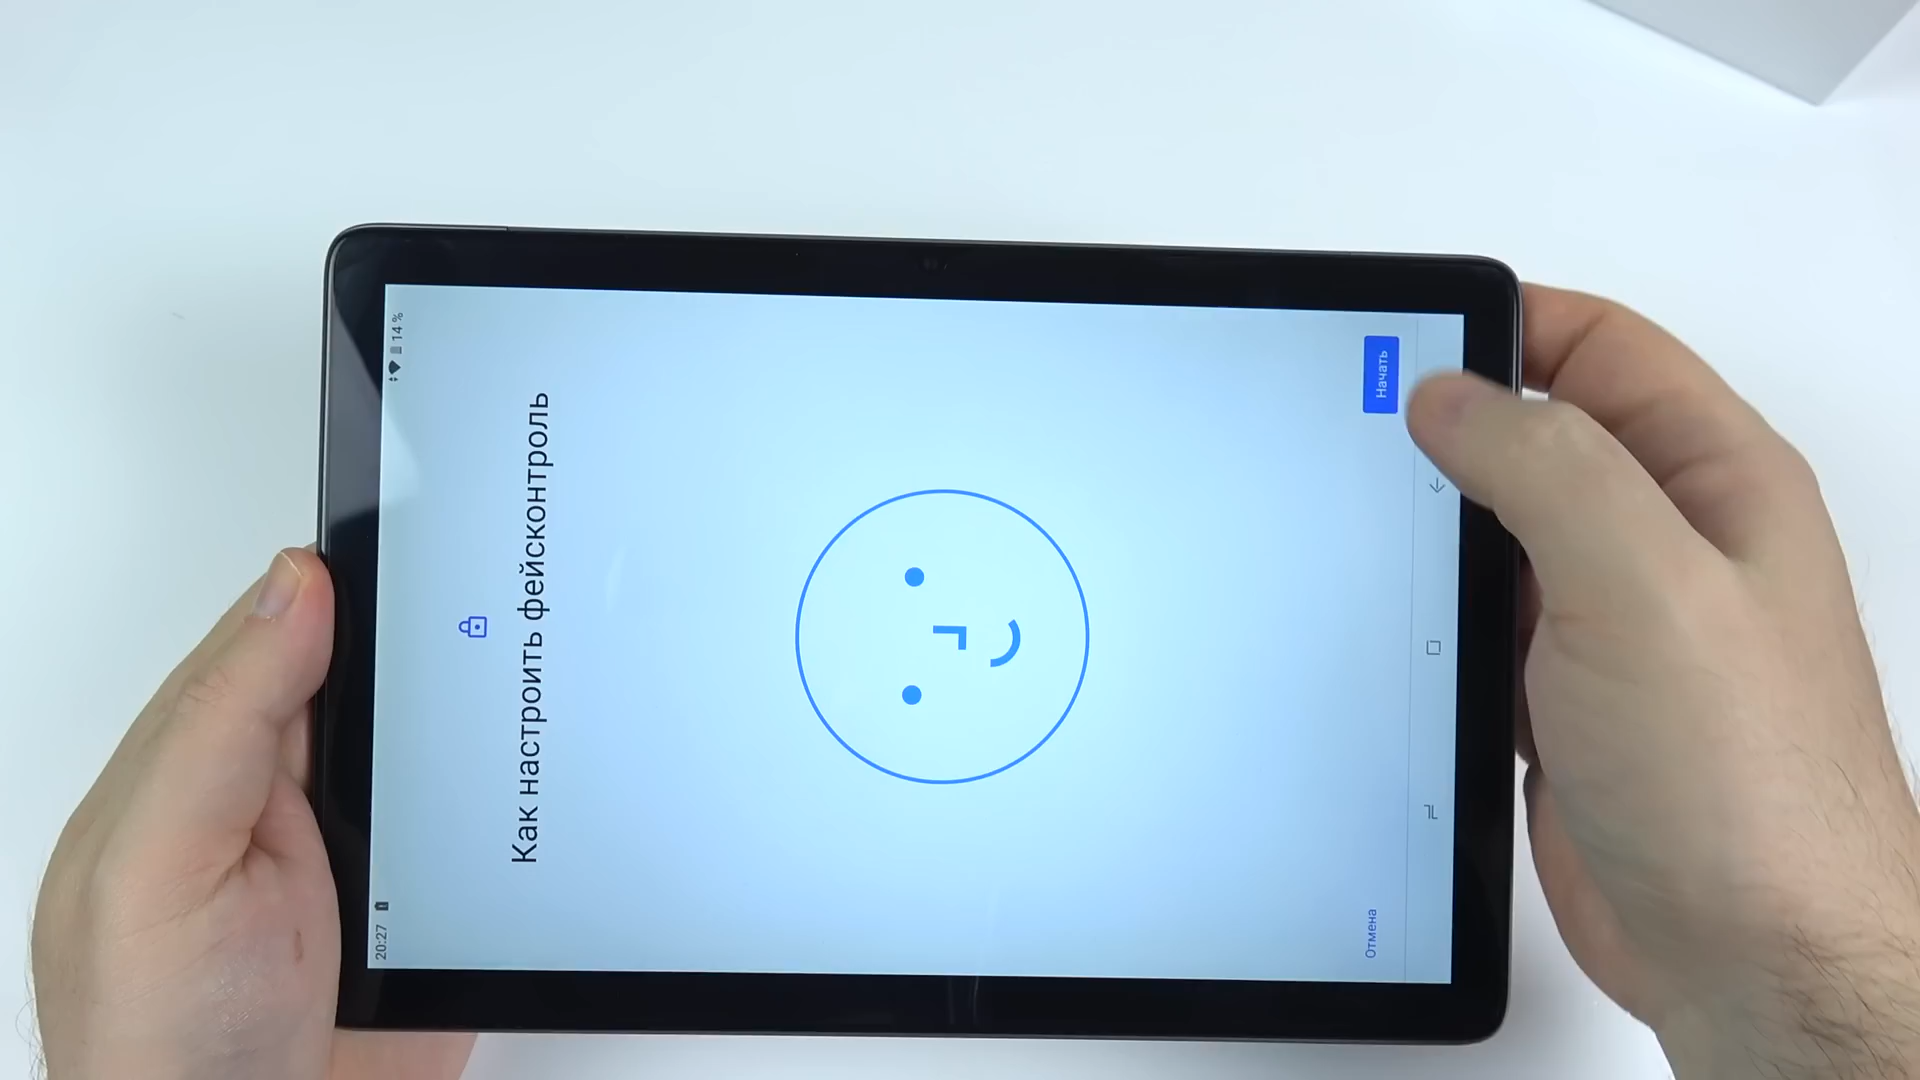 20:27
14 %
Как настроить фейсконтроль
Отмена
Начать